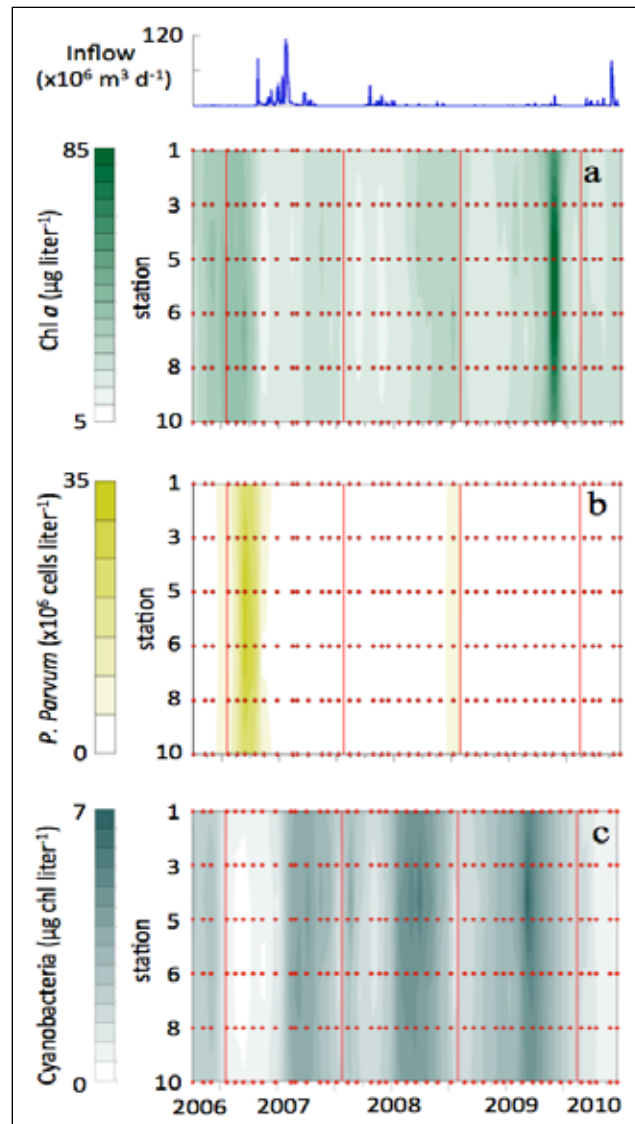 Inflow
(x10⁶ m³ d⁻¹)
120
85
Chl a (µg liter⁻¹)
5
station
1
3
5
6
8
10
a
35
P. Parvum (x10⁶ cells liter⁻¹)
0
station
1
3
5
6
8
10
b
7
Cyanobacteria (µg chl liter⁻¹)
0
station
1
3
5
6
8
10
c
2006 2007 2008 2009 2010